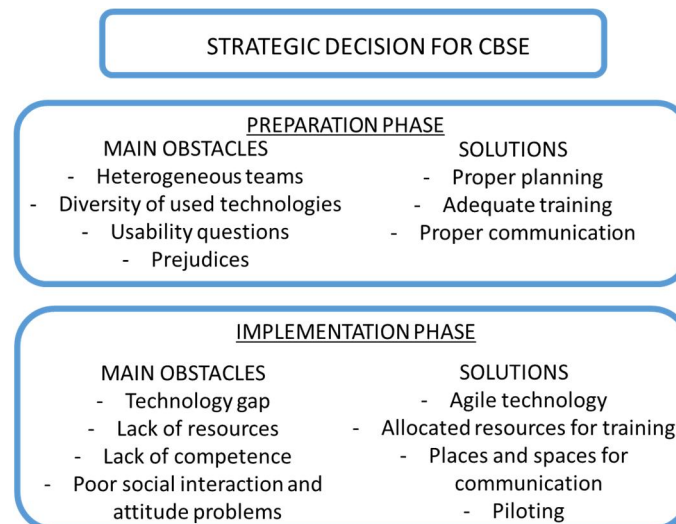 STRATEGIC DECISION FOR CBSE
PREPARATION PHASE
MAIN OBSTACLES
- Heterogeneous teams
- Diversity of used technologies
- Usability questions
- Prejudices
SOLUTIONS
- Proper planning
- Adequate training
- Proper communication
IMPLEMENTATION PHASE
MAIN OBSTACLES
- Technology gap
- Lack of resources
- Lack of competence
- Poor social interaction and
attitude problems
SOLUTIONS
- Agile technology
- Allocated resources for training
- Places and spaces for
communication
- Piloting